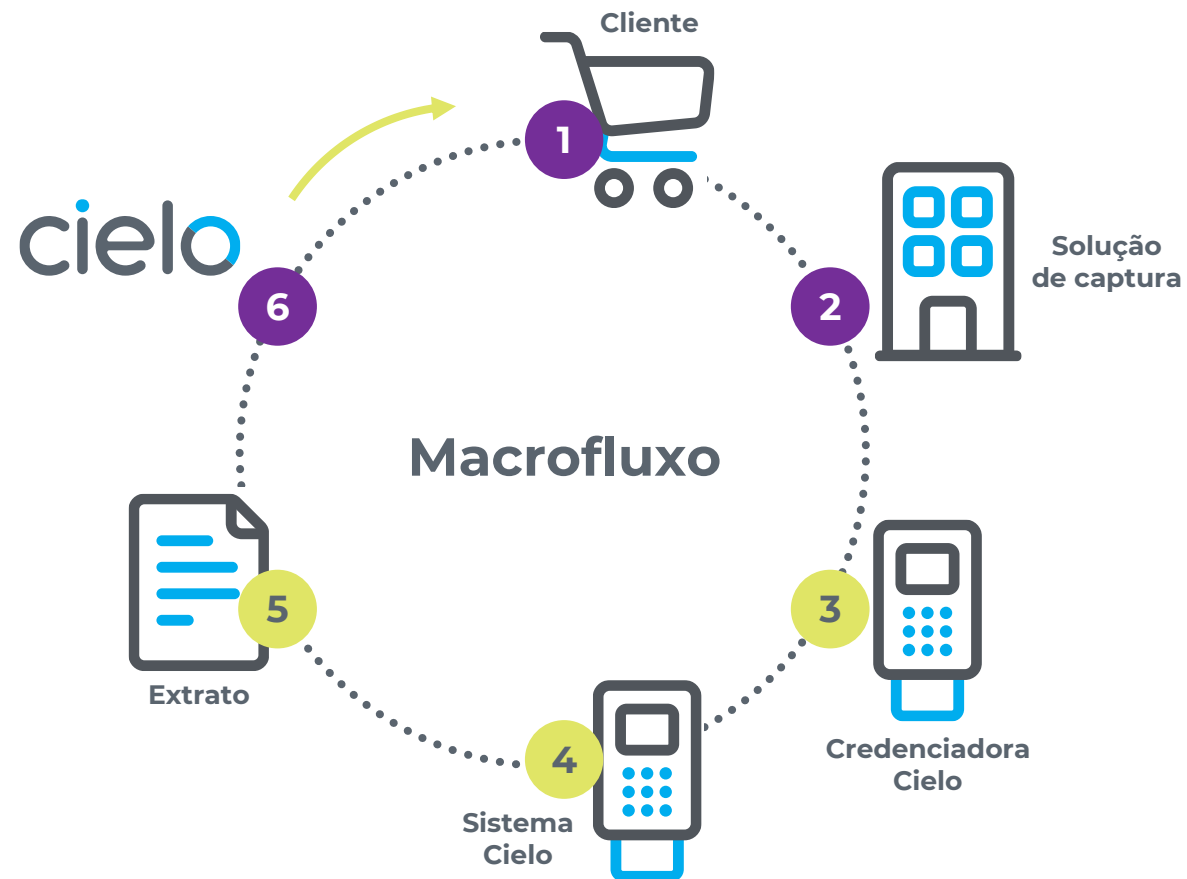 Cliente
1
Solução
de captura
2
cielo
6
Macrofluxo
3
Credenciadora
Cielo
5
Extrato
4
Sistema
Cielo